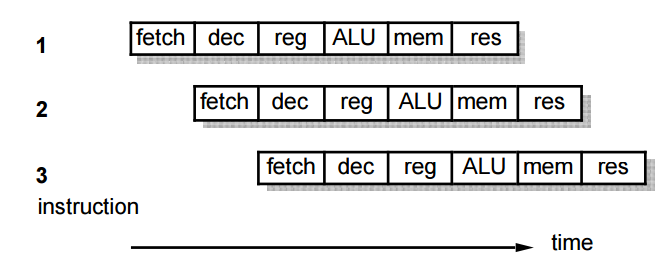 1 fetch dec reg ALU mem res
2 fetch dec reg ALU mem res
3 fetch dec reg ALU mem res
instruction
time